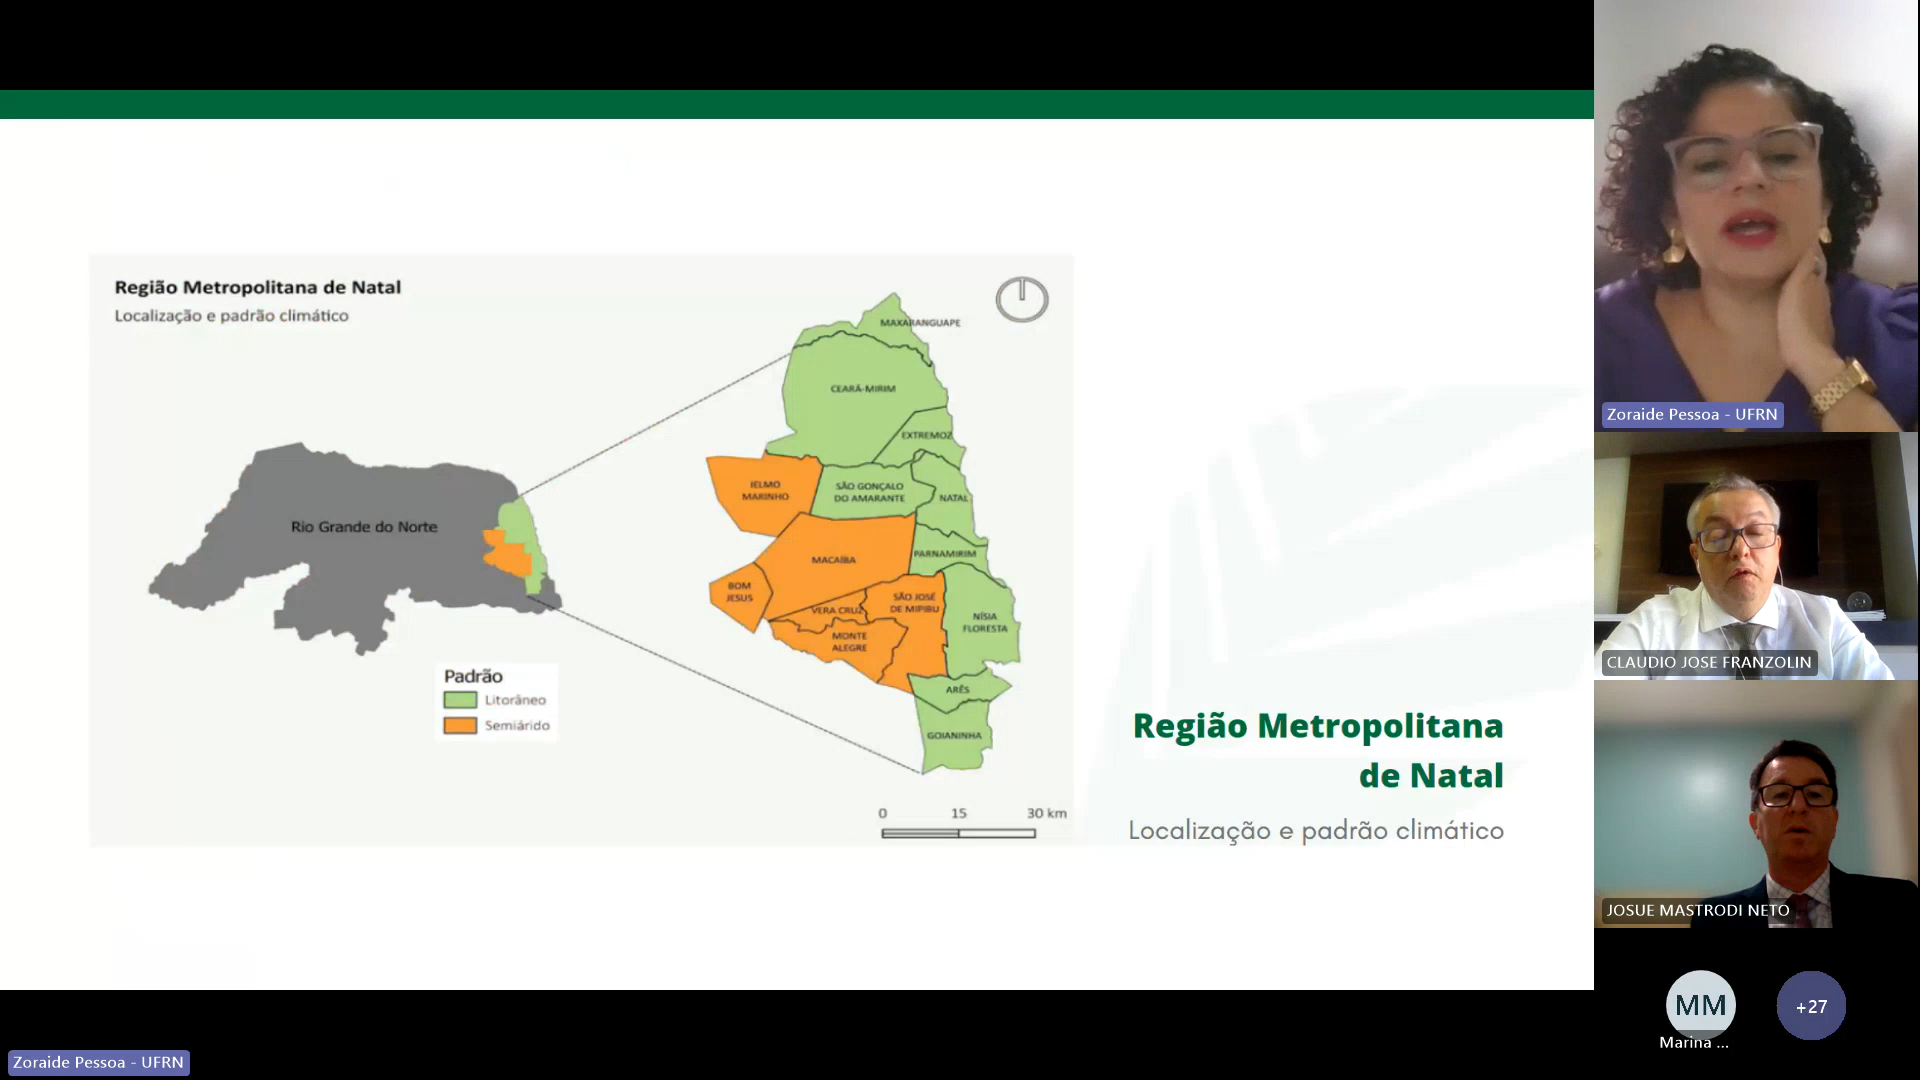 Região Metropolitana de Natal
Localização e padrão climático
MAXARANGUAPE
CEARÁ-MIRIM
EXTREMOZ
IELMO
MARINHO
SÃO GONÇALO
DO AMARANTE
NATAL
Rio Grande do Norte
MACAÍBA
PARNAMIRIM
BOM
JESUS
VERA CRUZ
SÃO JOSÉ
DE MIPIBU
NÍSIA
FLORESTA
MONTE
ALEGRE
ARÊS
GOIANINHA
Padrão
Litorâneo
Semiárido
0 15 30 km
Região Metropolitana
de Natal
Localização e padrão climático
Zoraide Pessoa - UFRN
CLAUDIO JOSE FRANZOLIN
JOSUE MASTRODI NETO
MM
Marina ...
+27
Zoraide Pessoa - UFRN